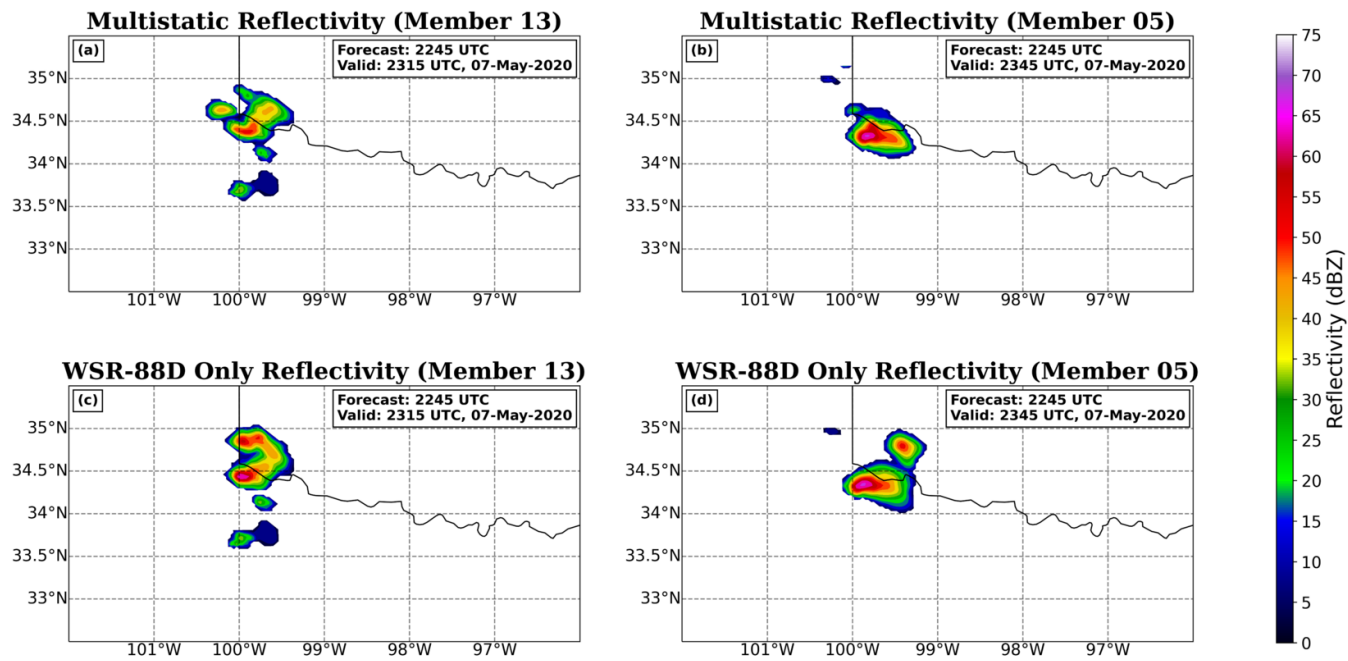 Multistatic Reflectivity (Member 13)
(a)
Forecast: 2245 UTC
Valid: 2315 UTC, 07-May-2020
35°N
34.5°N
34°N
33.5°N
33°N
101°W 100°W 99°W 98°W 97°W
Multistatic Reflectivity (Member 05)
(b)
Forecast: 2245 UTC
Valid: 2345 UTC, 07-May-2020
35°N
34.5°N
34°N
33.5°N
33°N
101°W 100°W 99°W 98°W 97°W
WSR-88D Only Reflectivity (Member 13)
(c)
Forecast: 2245 UTC
Valid: 2315 UTC, 07-May-2020
35°N
34.5°N
34°N
33.5°N
33°N
101°W 100°W 99°W 98°W 97°W
WSR-88D Only Reflectivity (Member 05)
(d)
Forecast: 2245 UTC
Valid: 2345 UTC, 07-May-2020
35°N
34.5°N
34°N
33.5°N
33°N
101°W 100°W 99°W 98°W 97°W
75
70
65
60
55
50
45
40
35
30
25
20
15
10
5
0
Reflectivity (dBZ)